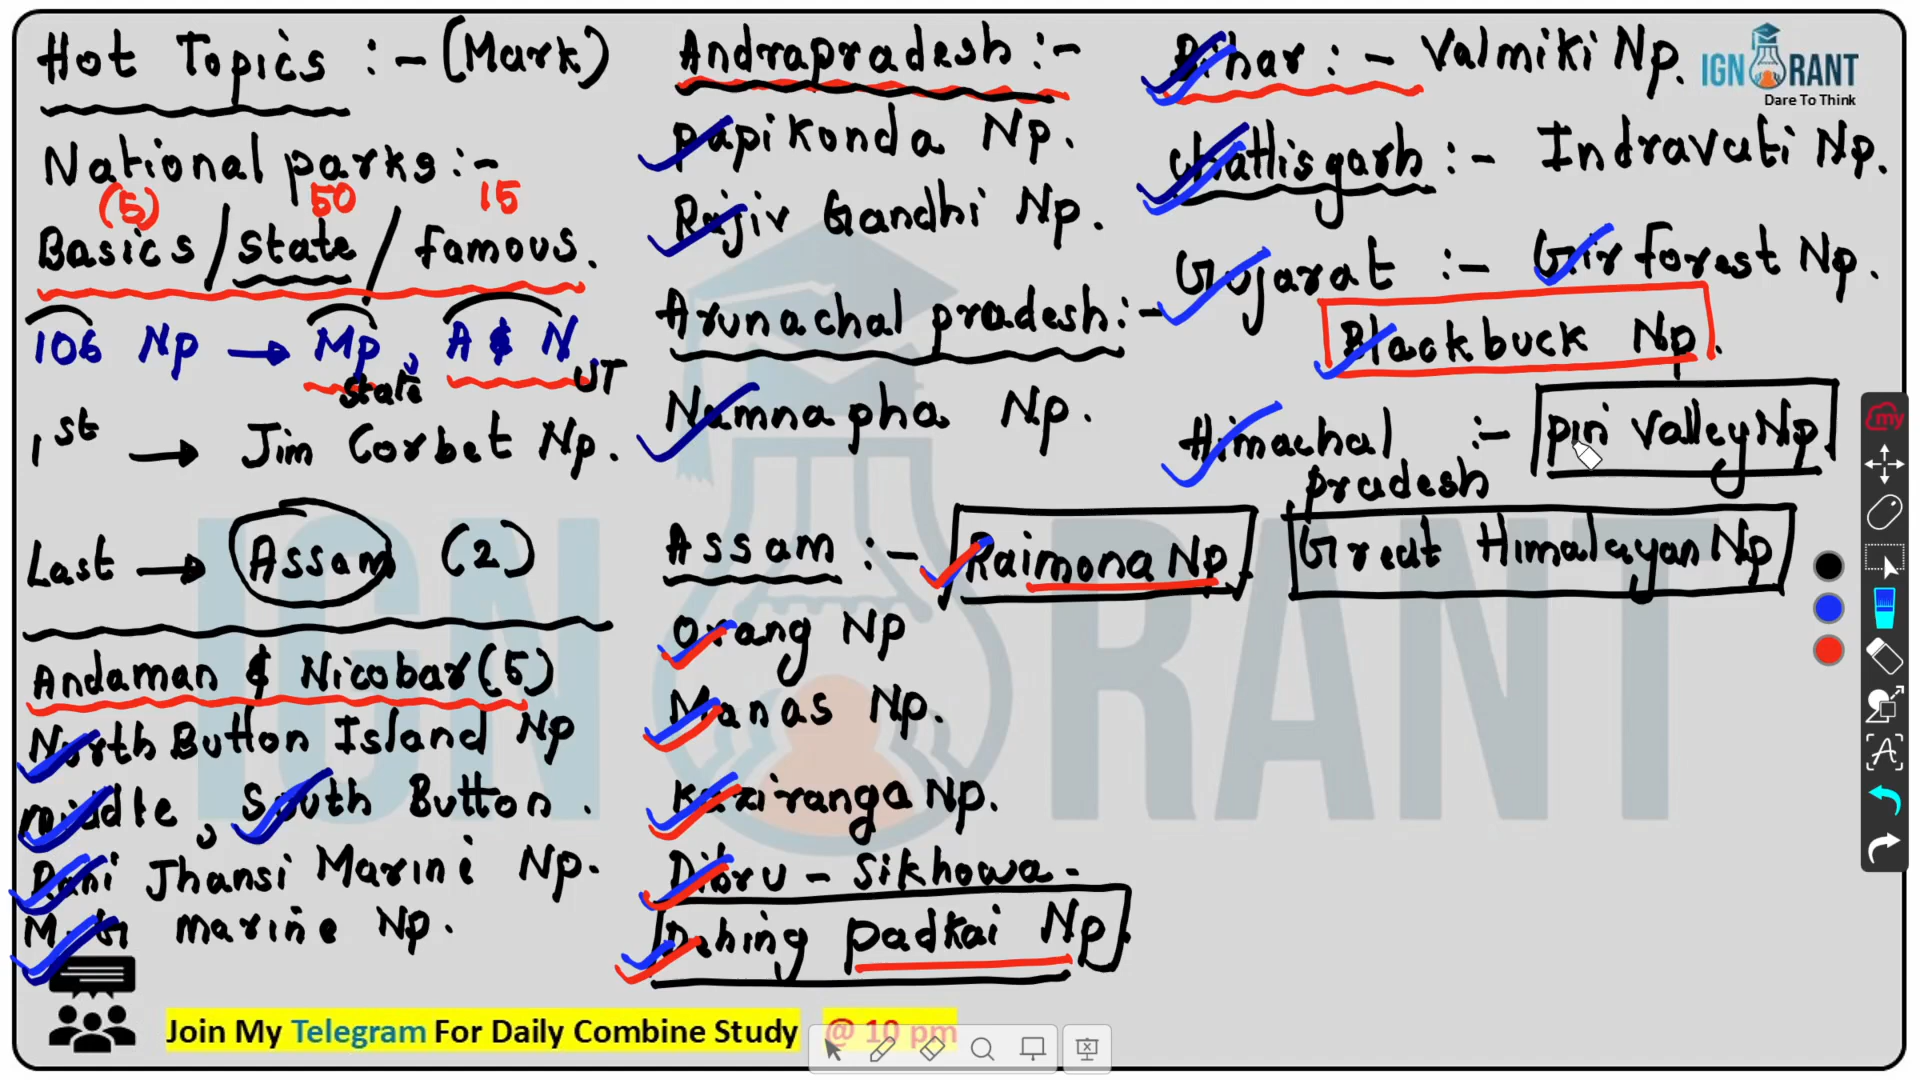 Hot Topics :- (Mark)
National parks :-
(5) 50 15
Basics / State / famous.
106 Np → Mp, A & N
State UT
1st → Jim Corbet Np.
Last → Assam (2)
Andaman & Nicobar (5)
North Button Island Np
middle, South Button.
Rani Jhansi Marine Np.
marine Np.
Andrapradesh :-
Papikonda Np.
Rajiv Gandhi Np.
Arunachal pradesh :-
Namnapha Np.
Assam :- Raimona Np.
Orang Np
Manas Np.
Kaziranga Np.
Dibru - Sikhowa -
Dehing padkai Np.
Bihar :- Valmiki Np.
Chattisgarh :- Indravati Np.
Gujarat :- Gir forest Np.
Blackbuck Np.
Himachal :- pin Valley Np.
pradesh
Great Himalayan Np
IGNORANT
Dare To Think
IGN RANT
my
A
Join My Telegram For Daily Combine Study @ 10 pm